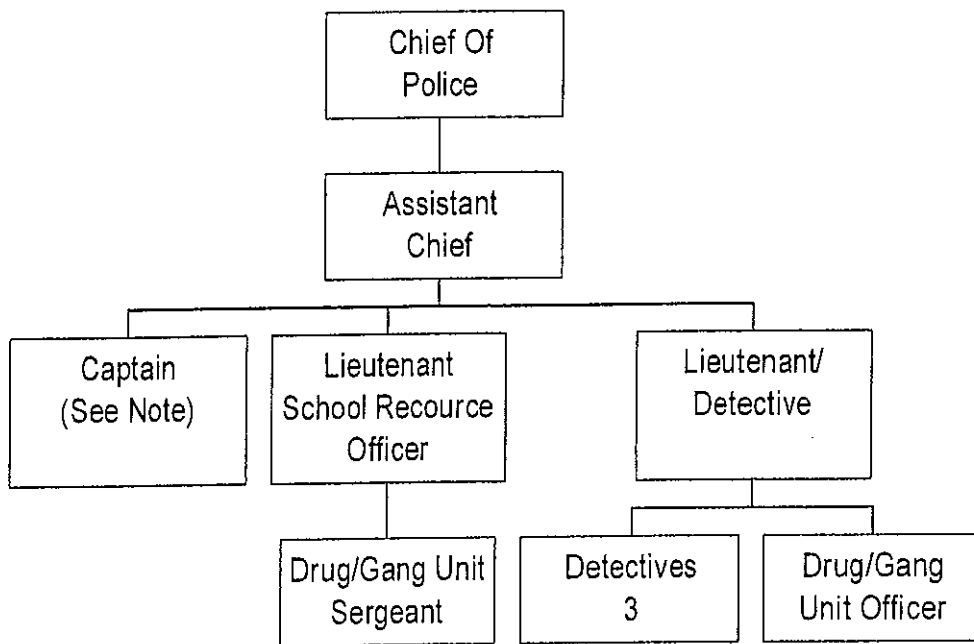 Chief Of
Police
Assistant
Chief
Captain
(See Note)
Lieutenant
School Recource
Officer
Lieutenant/
Detective
Drug/Gang Unit
Sergeant
Detectives
3
Drug/Gang
Unit Officer